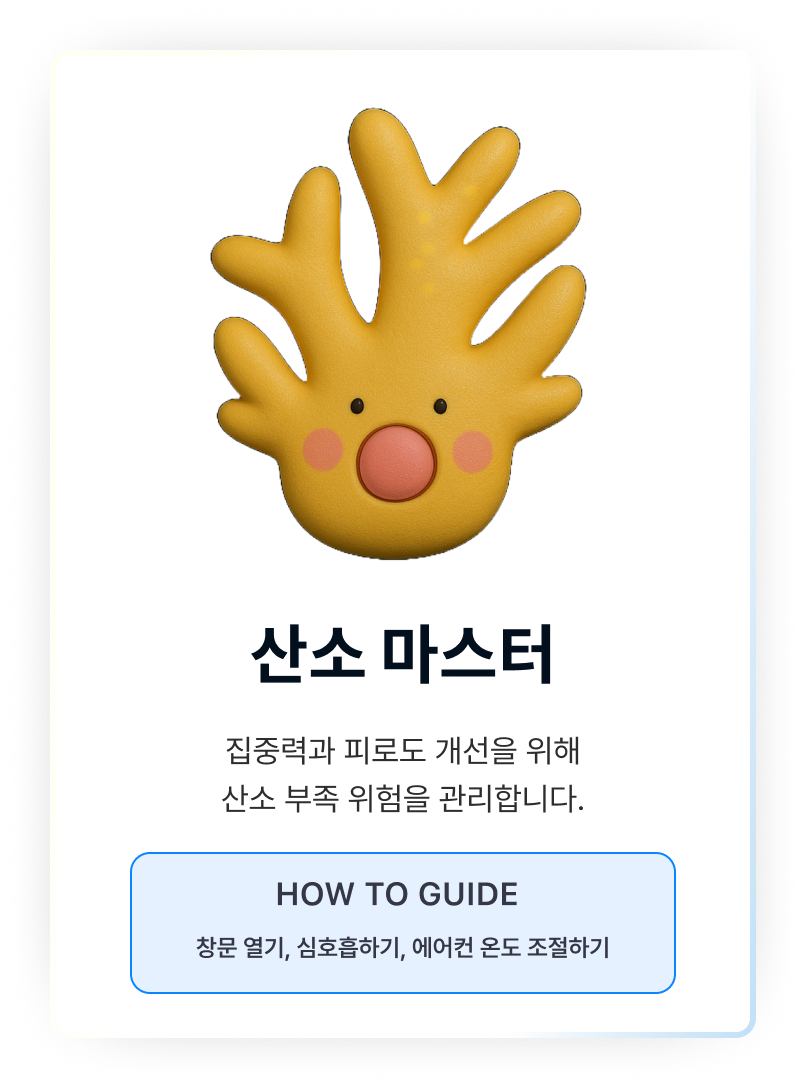 산소 마스터
집중력과 피로도 개선을 위해
산소 부족 위험을 관리합니다.
HOW TO GUIDE
창문 열기, 심호흡하기, 에어컨 온도 조절하기